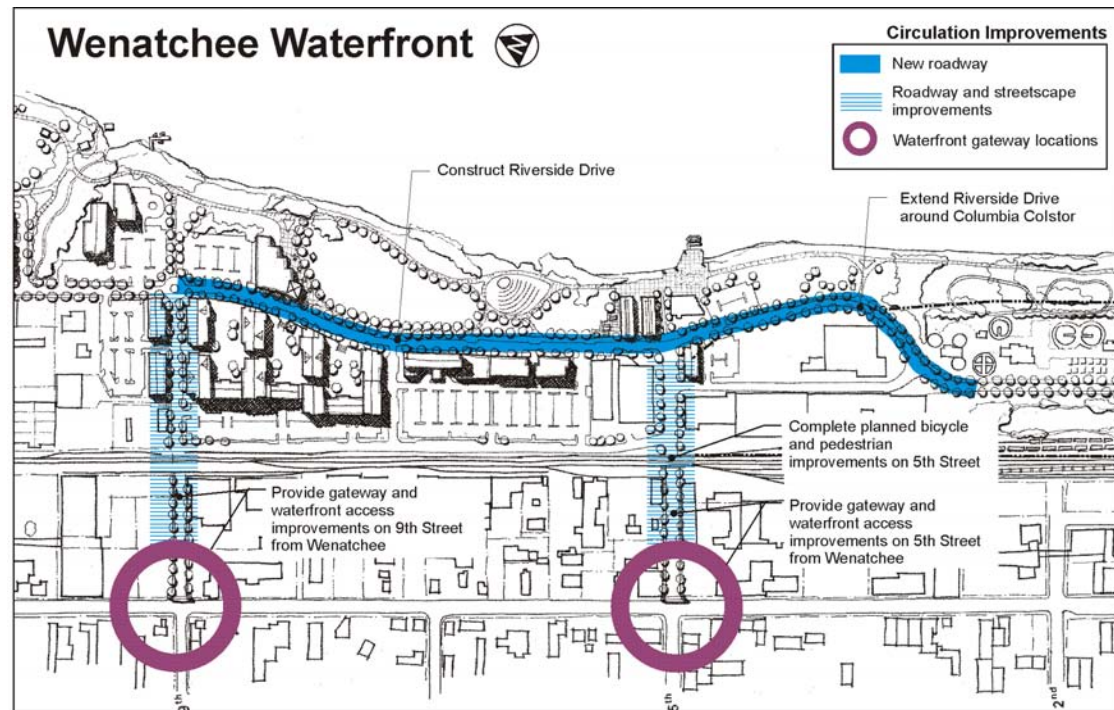 Wenatchee Waterfront
N
Circulation Improvements
New roadway
Roadway and streetscape
improvements
Waterfront gateway locations
Construct Riverside Drive
Extend Riverside Drive
around Columbia Colstor
Complete planned bicycle
and pedestrian
improvements on 5th Street
Provide gateway and
waterfront access
improvements on 9th Street
from Wenatchee
Provide gateway and
waterfront access
improvements on 5th Street
from Wenatchee
9th
5th
2nd